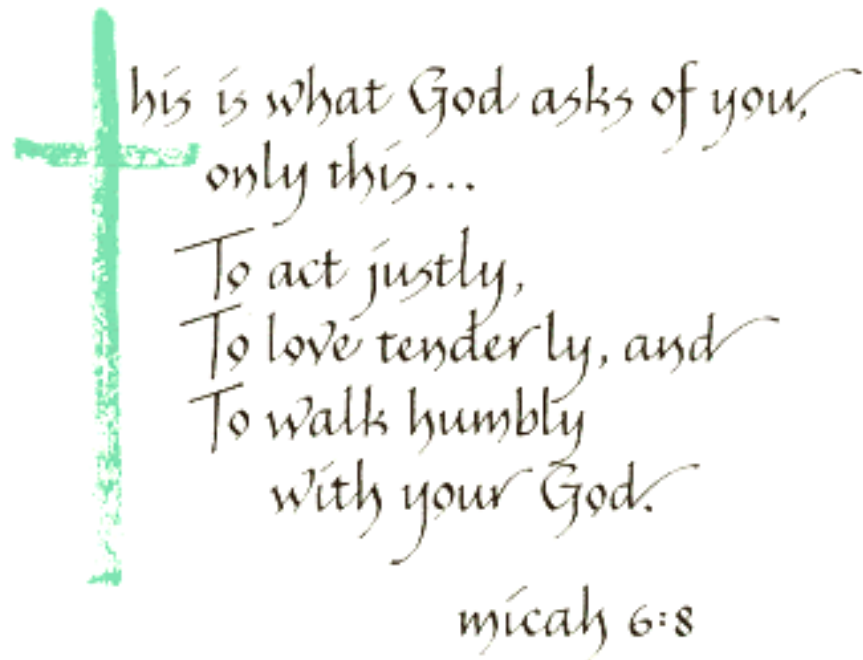 This is what God asks of you,
only this...
To act justly,
To love tenderly, and
To walk humbly
with your God.
micah 6:8